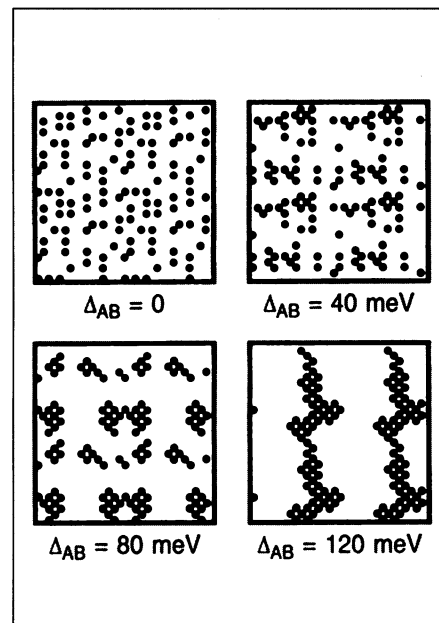 Δ_AB = 0
Δ_AB = 40 meV
Δ_AB = 80 meV
Δ_AB = 120 meV